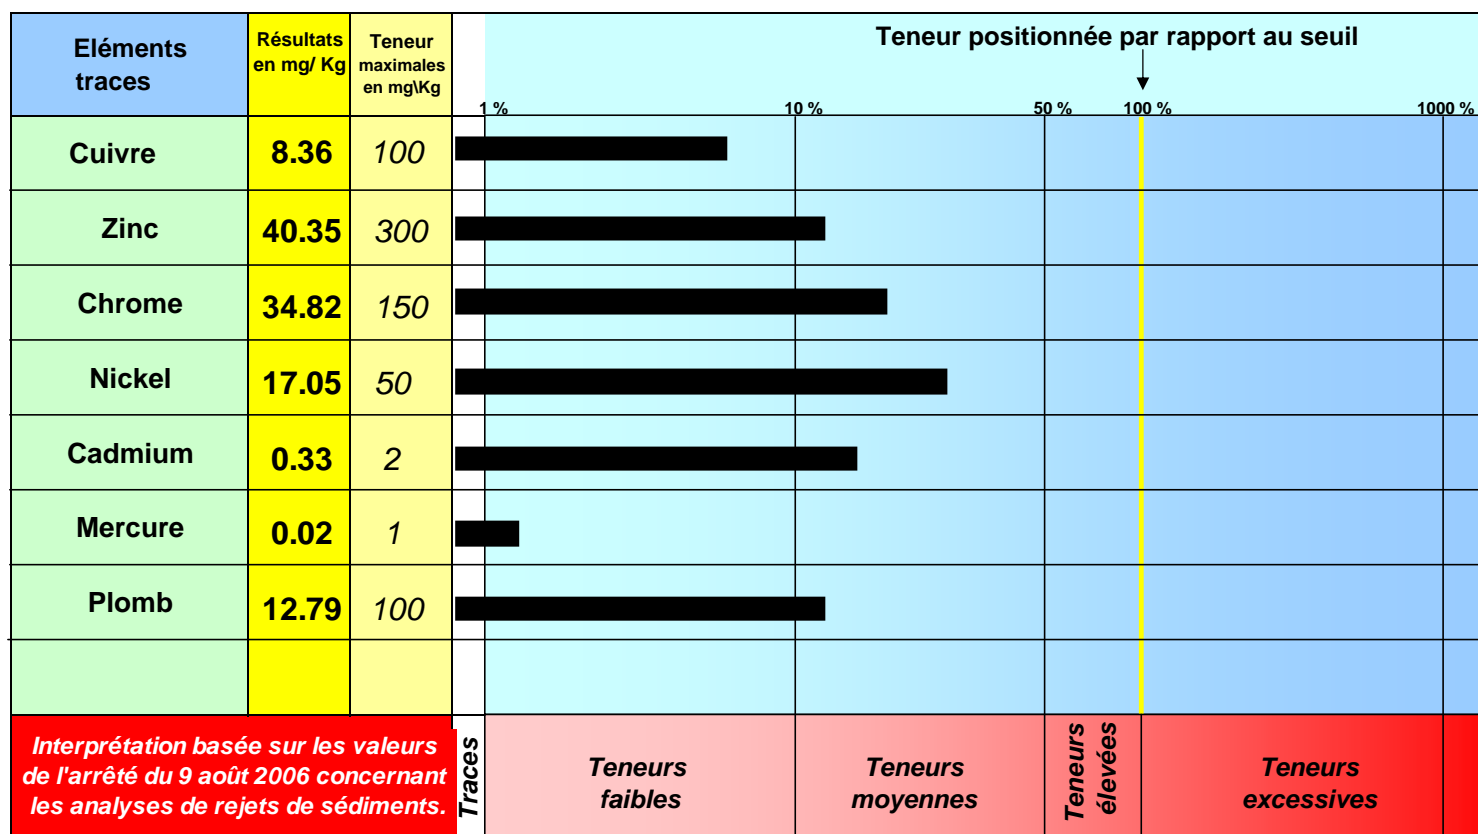 Eléments
traces
Résultats
en mg/ Kg
Teneur
maximales
en mg\Kg
Teneur positionnée par rapport au seuil
1 %
10 %
50 %
100 %
1000 %
Cuivre 8.36 100
Zinc 40.35 300
Chrome 34.82 150
Nickel 17.05 50
Cadmium 0.33 2
Mercure 0.02 1
Plomb 12.79 100
Interprétation basée sur les valeurs
de l'arrêté du 9 août 2006 concernant
les analyses de rejets de sédiments.
Traces
Teneurs
faibles
Teneurs
moyennes
Teneurs
élevées
Teneurs
excessives